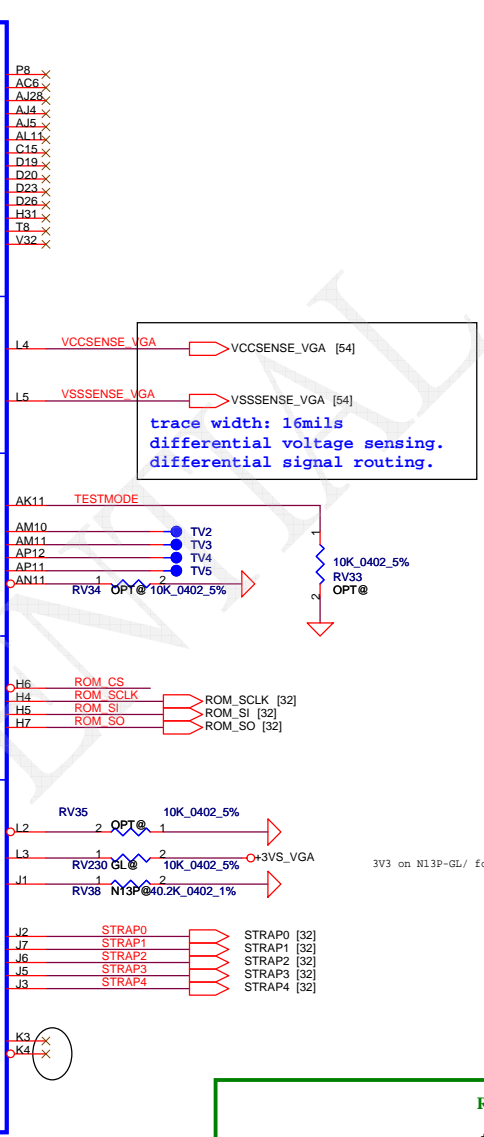 P8
AC6
AJ28
AJ4
AJ5
AL11
C15
D19
D20
D23
D26
H31
T8
V32
L4 VCCSENSE_VGA VCCSENSE_VGA [54]
L5 VSSSENSE_VGA VSSSENSE_VGA [54]
trace width: 16mils
differential voltage sensing.
differential signal routing.
AK11 TESTMODE
AM10 TV2
AM11 TV3
AP12 TV4
AP11 TV5
AN11 1 2
RV34 OPT@ 10K_0402_5%
1
10K_0402_5%
RV33
OPT@
2
H6 ROM_CS
H4 ROM_SCLK ROM_SCLK [32]
H5 ROM_SI ROM_SI [32]
H7 ROM_SO ROM_SO [32]
RV35 10K_0402_5%
L2 2 OPT@ 1
L3 1 2 +3VS_VGA
RV230 GL@ 10K_0402_5%
3V3 on N13P-GL/ fo
J1 1 2
RV38 N13P@ 40.2K_0402_1%
J2 STRAP0 STRAP0 [32]
J7 STRAP1 STRAP1 [32]
J6 STRAP2 STRAP2 [32]
J5 STRAP3 STRAP3 [32]
J3 STRAP4 STRAP4 [32]
K3
K4
R